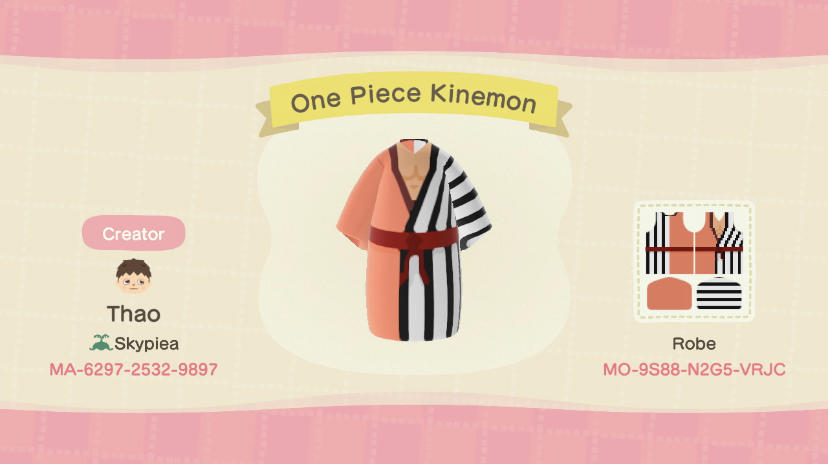 One Piece Kinemon
Creator
Thao
Skypiea
MA-6297-2532-9897
Robe
MO-9S88-N2G5-VRJC